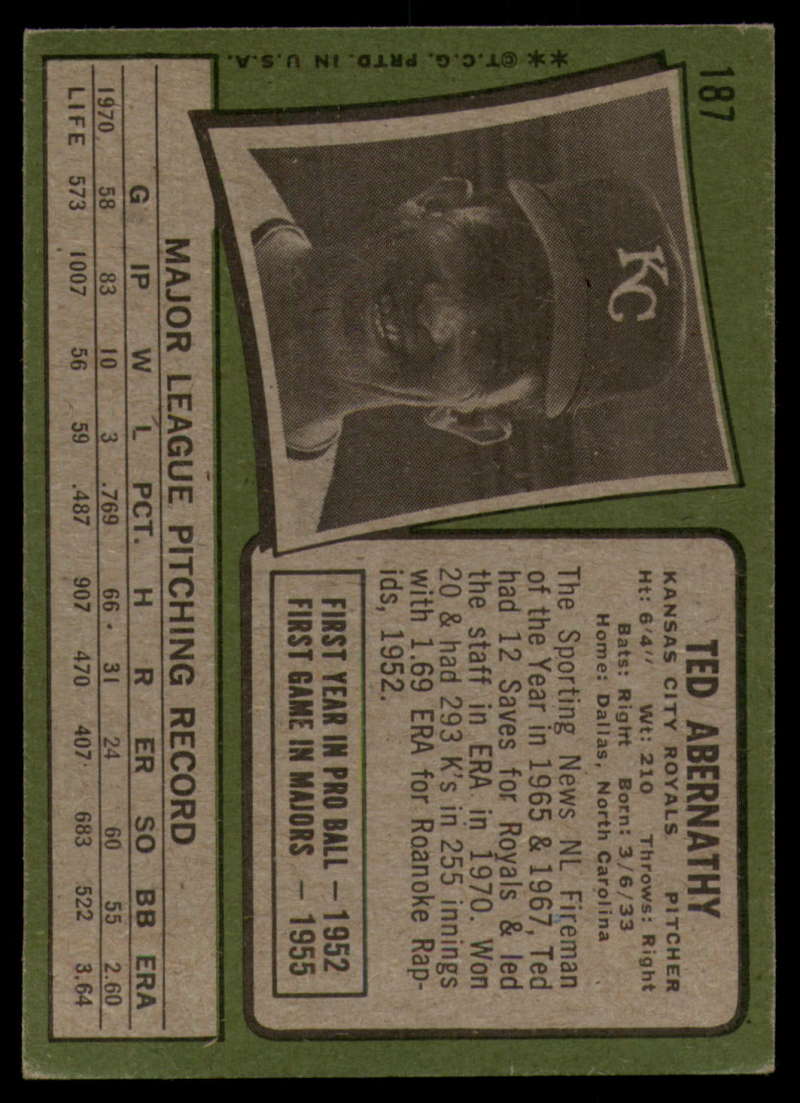 187
**©T.C.G. PRTD. IN U.S.A.
KC
TED ABERNATHY
KANSAS CITY ROYALS PITCHER
Ht: 6'4" Wt: 210 Throws: Right
Bats: Right Born: 3/6/33
Home: Dallas, North Carolina
The Sporting News NL Fireman
of the Year in 1965 & 1967, Ted
had 12 Saves for Royals & led
the staff in ERA in 1970. Won
20 & had 293 K's in 255 innings
with 1.69 ERA for Roanoke Rap-
ids, 1952.
FIRST YEAR IN PRO BALL — 1952
FIRST GAME IN MAJORS — 1955
MAJOR LEAGUE PITCHING RECORD
G IP W L PCT. H R ER SO BB ERA
1970 58 83 10 3 .769 66 31 24 60 55 2.60
LIFE 573 1007 56 59 .487 907 470 407 683 522 3.64